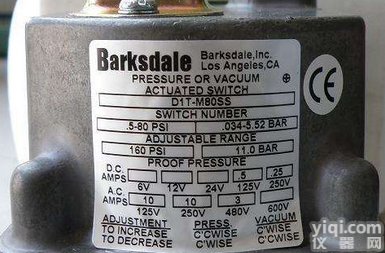 Barksdale Barksdale, Inc.
Los Angeles, CA
PRESSURE OR VACUUM
ACTUATED SWITCH
D1T-M80SS
SWITCH NUMBER
.5-80 PSI .034-5.52 BAR
ADJUSTABLE RANGE
160 PSI 11.0 BAR
PROOF PRESSURE
D.C. AMPS .5 .25
6V 12V 24V 125V 250V
A.C. AMPS 10 10 3
125V 250V 480V 600V
ADJUSTMENT PRESS. VACUUM
TO INCREASE C'WISE C'C'WISE
TO DECREASE C'C'WISE C'WISE
CE
yiqi.com
仪器网